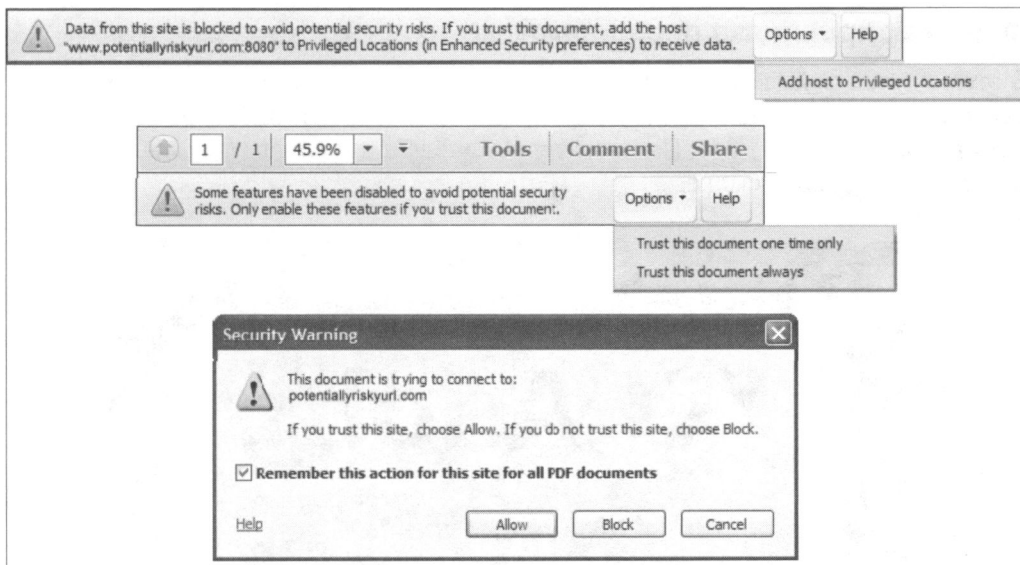 Data from this site is blocked to avoid potential security risks. If you trust this document, add the host
"www.potentiallyriskyurl.com:8080" to Privileged Locations (in Enhanced Security preferences) to receive data.
Options
Help
Add host to Privileged Locations
1 / 1
45.9%
Tools
Comment
Share
Some features have been disabled to avoid potential security
risks. Only enable these features if you trust this document.
Options
Help
Trust this document one time only
Trust this document always
Security Warning
This document is trying to connect to:
potentiallyriskyurl.com
If you trust this site, choose Allow. If you do not trust this site, choose Block.
Remember this action for this site for all PDF documents
Help
Allow
Block
Cancel